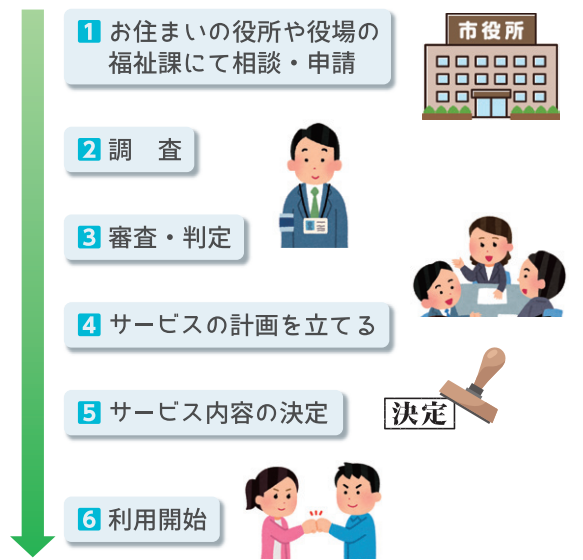 1 お住まいの役所や役場の
福祉課にて相談・申請
市役所
2 調　査
3 審査・判定
4 サービスの計画を立てる
5 サービス内容の決定
決定
6 利用開始